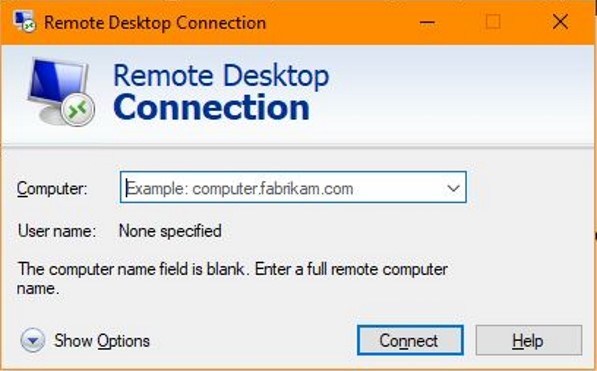 Remote Desktop Connection
Remote Desktop
Connection
Computer: Example: computer.fabrikam.com
User name: None specified
The computer name field is blank. Enter a full remote computer
name.
Show Options Connect Help